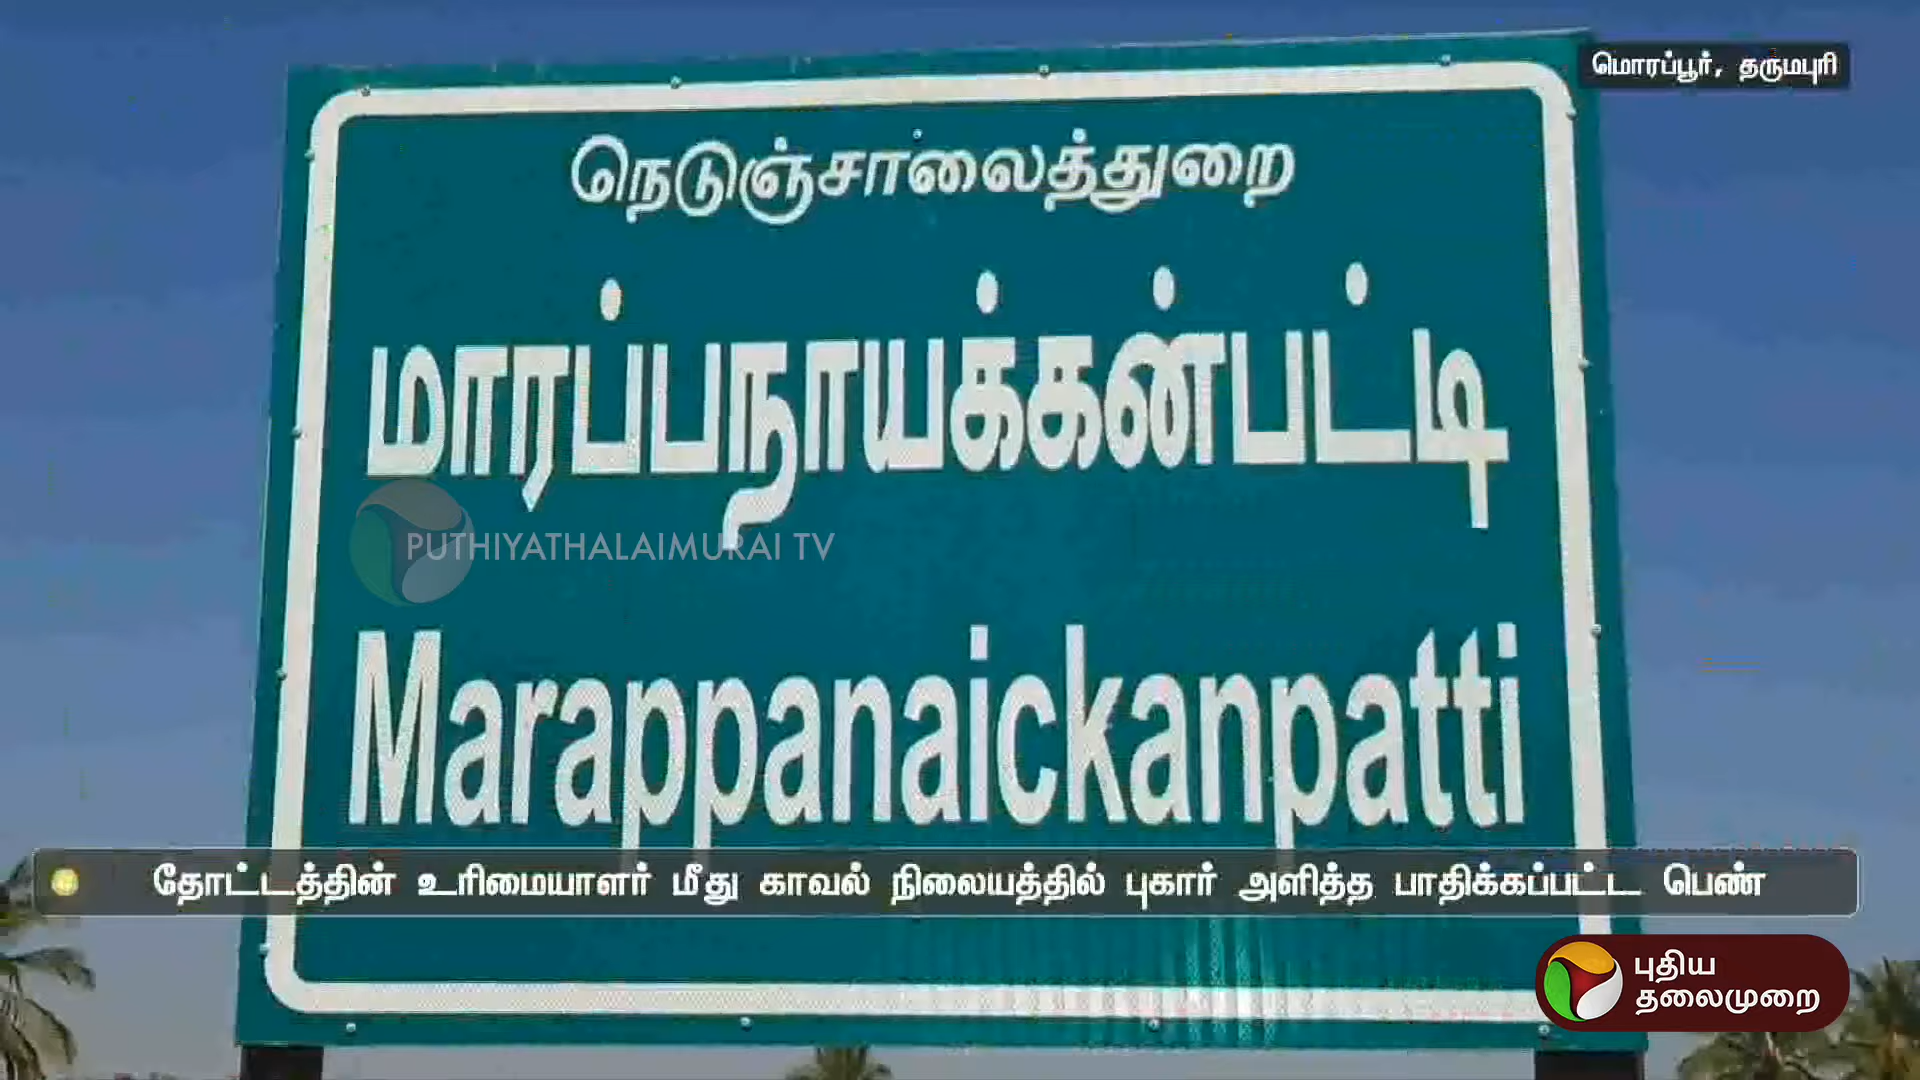 மொரப்பூர், தருமபுரி
நெடுஞ்சாலைத்துறை
மாரப்பநாயக்கன்பட்டி
PUTHIYATHALAIMURAI TV
Marappanaickanpatti
தோட்டத்தின் உரிமையாளர் மீது காவல் நிலையத்தில் புகார் அளித்த பாதிக்கப்பட்ட பெண்
புதிய
தலைமுறை